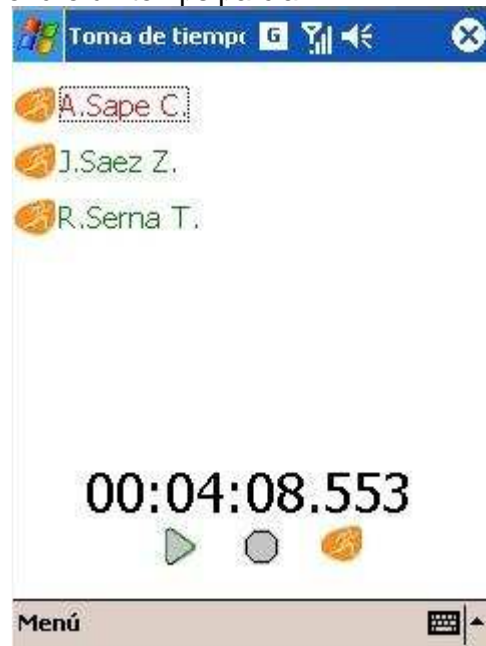 Toma de tiempo G
A.Sape C.
J.Saez Z.
R.Serna T.
00:04:08.553
Menú